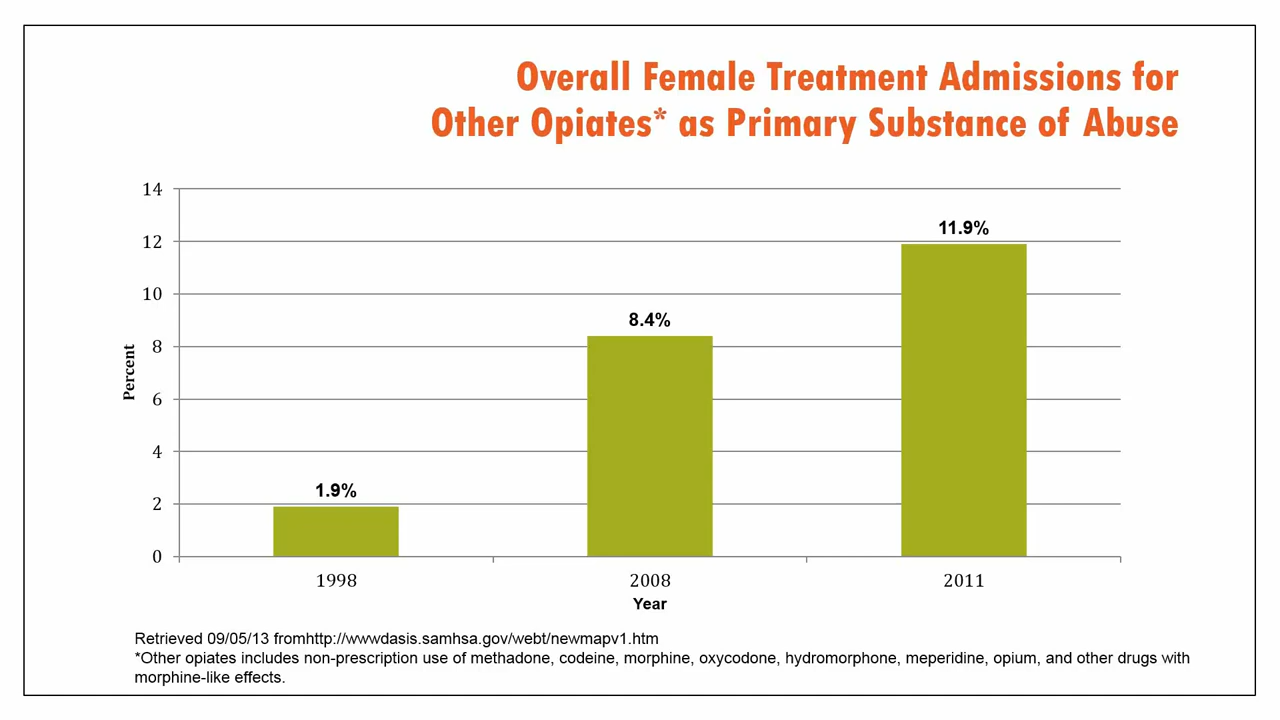 Overall Female Treatment Admissions for
Other Opiates* as Primary Substance of Abuse
14
12
10
8
6
4
2
0
Percent
1.9%
8.4%
11.9%
1998
2008
2011
Year
Retrieved 09/05/13 fromhttp://wwwdasis.samhsa.gov/webt/newmapv1.htm
*Other opiates includes non-prescription use of methadone, codeine, morphine, oxycodone, hydromorphone, meperidine, opium, and other drugs with
morphine-like effects.